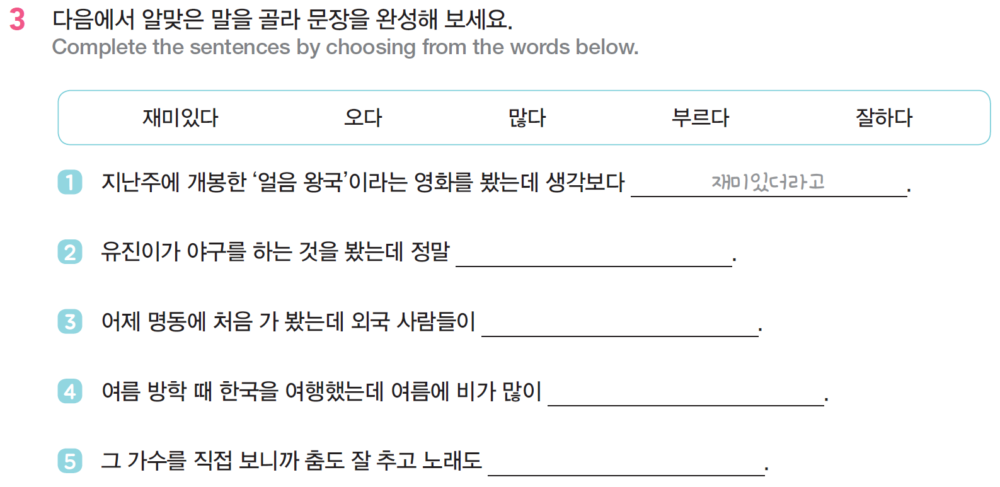 3 다음에서 알맞은 말을 골라 문장을 완성해 보세요.
Complete the sentences by choosing from the words below.
재미있다 오다 많다 부르다 잘하다
1 지난주에 개봉한 ‘얼음 왕국’이라는 영화를 봤는데 생각보다 재미있더라고.
2 유진이가 야구를 하는 것을 봤는데 정말 .
3 어제 명동에 처음 가 봤는데 외국 사람들이 .
4 여름 방학 때 한국을 여행했는데 여름에 비가 많이 .
5 그 가수를 직접 보니까 춤도 잘 추고 노래도 .